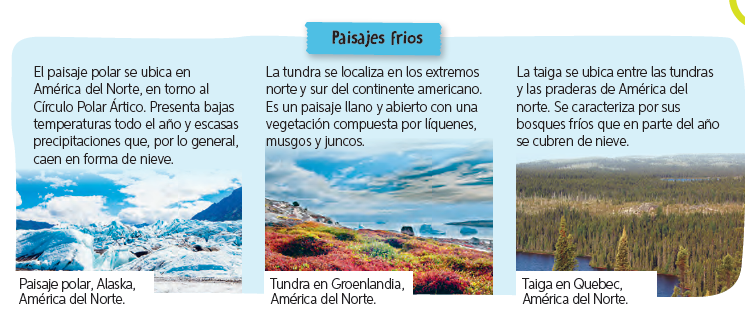 Paisajes fríos
El paisaje polar se ubica en
América del Norte, en torno al
Círculo Polar Ártico. Presenta bajas
temperaturas todo el año y escasas
precipitaciones que, por lo general,
caen en forma de nieve.
Paisaje polar, Alaska,
América del Norte.
La tundra se localiza en los extremos
norte y sur del continente americano.
Es un paisaje llano y abierto con una
vegetación compuesta por líquenes,
musgos y juncos.
Tundra en Groenlandia,
América del Norte.
La taiga se ubica entre las tundras
y las praderas de América del
norte. Se caracteriza por sus
bosques fríos que en parte del año
se cubren de nieve.
Taiga en Quebec,
América del Norte.